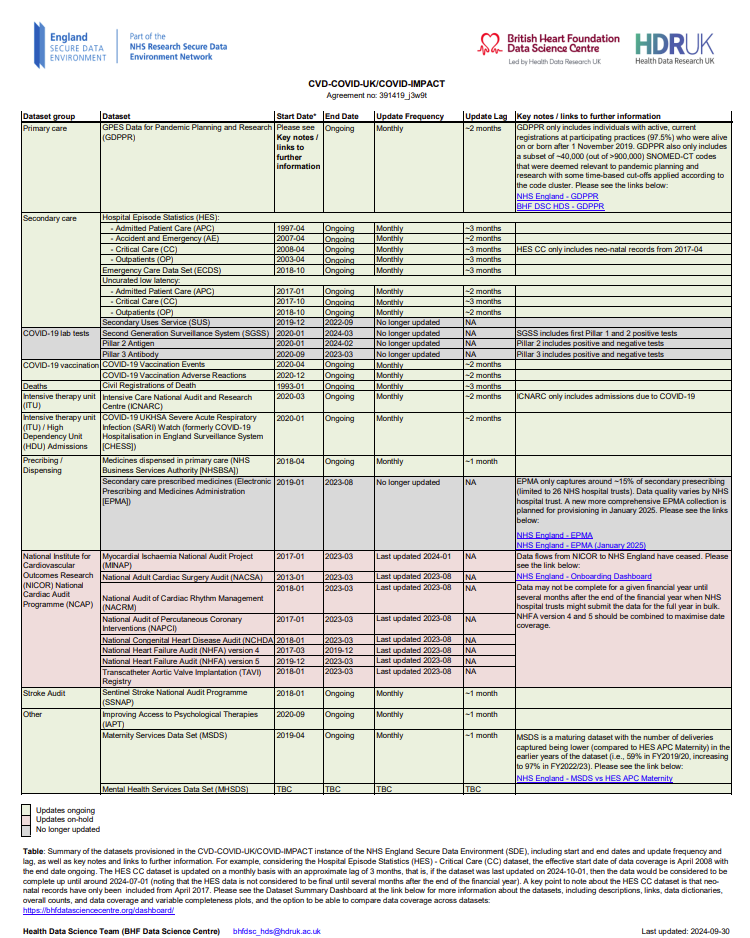 England
SECURE DATA
ENVIRONMENT
Part of the
NHS Research Secure Data
Environment Network
British Heart Foundation
Data Science Centre
Led by Health Data Research UK
HDRUK
Health Data Research UK
CVD-COVID-UK/COVID-IMPACT
Agreement no: 391419_j3w9t
Dataset group Dataset Start Date* End Date Update Frequency Update Lag Key notes / links to further information
Primary care GPES Data for Pandemic Planning and Research (GDPPR) Please see Key notes / links to further information Ongoing Monthly ~2 months
GDPPR only includes individuals with active, current
registrations at participating practices (97.5%) who were alive
on or born after 1 November 2019. GDPPR also only includes
a subset of ~40,000 (out of >900,000) SNOMED-CT codes
that were deemed relevant to pandemic planning and
research with some time-based cut-offs applied according to
the code cluster. Please see the links below:
NHS England - GDPPR
BHF DSC HDS - GDPPR
Secondary care Hospital Episode Statistics (HES):
- Admitted Patient Care (APC) 1997-04 Ongoing Monthly ~3 months
- Accident and Emergency (AE) 2007-04 Ongoing Monthly ~2 months
- Critical Care (CC) 2008-04 Ongoing Monthly ~3 months HES CC only includes neo-natal records from 2017-04
- Outpatients (OP) 2003-04 Ongoing Monthly ~3 months
Emergency Care Data Set (ECDS) 2018-10 Ongoing Monthly ~3 months
Uncurated low latency:
- Admitted Patient Care (APC) 2017-01 Ongoing Monthly ~2 months
- Critical Care (CC) 2017-10 Ongoing Monthly ~3 months
- Outpatients (OP) 2018-10 Ongoing Monthly ~2 months
Secondary Uses Service (SUS) 2019-12 2022-09 No longer updated NA
COVID-19 lab tests Second Generation Surveillance System (SGSS) 2020-01 2024-03 No longer updated NA SGSS includes first Pillar 1 and 2 positive tests
Pillar 2 Antigen 2020-01 2024-02 No longer updated NA Pillar 2 includes positive and negative tests
Pillar 3 Antibody 2020-09 2023-03 No longer updated NA Pillar 3 includes positive and negative tests
COVID-19 vaccination COVID-19 Vaccination Events 2020-04 Ongoing Monthly ~2 months
COVID-19 Vaccination Adverse Reactions 2020-12 Ongoing Monthly ~2 months
Deaths Civil Registrations of Death 1993-01 Ongoing Monthly ~3 months
Intensive therapy unit (ITU) Intensive Care National Audit and Research Centre (ICNARC) 2020-03 Ongoing Monthly ~2 months ICNARC only includes admissions due to COVID-19
Intensive therapy unit (ITU) / High Dependency Unit (HDU) Admissions COVID-19 UKHSA Severe Acute Respiratory Infection (SARI) Watch (formerly COVID-19 Hospitalisation in England Surveillance System [CHESS]) 2020-01 Ongoing Monthly ~2 months
Precribing / Dispensing Medicines dispensed in primary care (NHS Business Services Authority [NHSBSA]) 2018-04 Ongoing Monthly ~1 month
Secondary care prescribed medicines (Electronic Prescribing and Medicines Administration [EPMA]) 2019-01 2023-08 No longer updated NA
EPMA only captures around ~15% of secondary presecribing
(limited to 26 NHS hospital trusts). Data quality varies by NHS
hospital trust. A new more comprehensive EPMA collection is
planned for provisioning in January 2025. Please see the links
below:
NHS England - EPMA
NHS England - EPMA (January 2025)
National Institute for Cardiovascular Outcomes Research (NICOR) National Cardiac Audit Programme (NCAP) Myocardial Ischaemia National Audit Project (MINAP) 2017-01 2023-03 Last updated 2024-01 NA
Data flows from NICOR to NHS England have ceased. Please
see the link below:
NHS England - Onboarding Dashboard
National Adult Cardiac Surgery Audit (NACSA) 2013-01 2023-03 Last updated 2023-08 NA
Data may not be complete for a given financial year until
several months after the end of the financial year when NHS
hospital trusts might submit the data for the full year in bulk.
NHFA version 4 and 5 should be combined to maximise date
coverage.
National Audit of Cardiac Rhythm Management (NACRM) 2018-01 2023-03 Last updated 2023-08 NA
National Audit of Percutaneous Coronary Interventions (NAPCI) 2017-01 2023-03 Last updated 2023-08 NA
National Congenital Heart Disease Audit (NCHDA 2018-01 2023-03 Last updated 2023-08 NA
National Heart Failure Audit (NHFA) version 4 2017-03 2019-12 Last updated 2023-08 NA
National Heart Failure Audit (NHFA) version 5 2019-12 2023-03 Last updated 2023-08 NA
Transcatheter Aortic Valve Implantation (TAVI) Registry 2018-01 2023-03 Last updated 2023-08 NA
Stroke Audit Sentinel Stroke National Audit Programme (SSNAP) 2018-01 Ongoing Monthly ~1 month
Other Improving Access to Psychological Therapies (IAPT) 2020-09 Ongoing Monthly ~1 month
Maternity Services Data Set (MSDS) 2019-04 Ongoing Monthly ~1 month
MSDS is a maturing dataset with the number of deliveries
captured being lower (compared to HES APC Maternity) in the
earlier years of the dataset (i.e., 59% in FY2019/20, increasing
to 97% in FY2022/23). Please see the link below:
NHS England - MSDS vs HES APC Maternity
Mental Health Services Data Set (MHSDS) TBC TBC TBC TBC
Updates ongoing
Updates on-hold
No longer updated
Table: Summary of the datasets provisioned in the CVD-COVID-UK/COVID-IMPACT instance of the NHS England Secure Data Environment (SDE), including start and end dates and update frequency and
lag, as well as key notes and links to further information. For example, considering the Hospital Episode Statistics (HES) - Critical Care (CC) dataset, the effective start date of data coverage is April 2008 with
the end date ongoing. The HES CC dataset is updated on a monthly basis with an approximate lag of 3 months, that is, if the dataset was last updated on 2024-10-01, then the data would be considered to
be complete up until around 2024-07-01 (noting that the HES data is not considered to be final until several months after the end of the financial year). A key point to note about the HES CC dataset is that neo-
natal records have only been included from April 2017. Please see the Dataset Summary Dashboard at the link below for more information about the datasets, including descriptions, links, data dictionaries,
overall counts, and data coverage and variable completeness plots, and the option to be able to compare data coverage across datasets:
https://bhfdatasciencecentre.org/dashboard/
Health Data Science Team (BHF Data Science Centre) bhfdsc_hds@hdruk.ac.uk Last updated: 2024-09-30